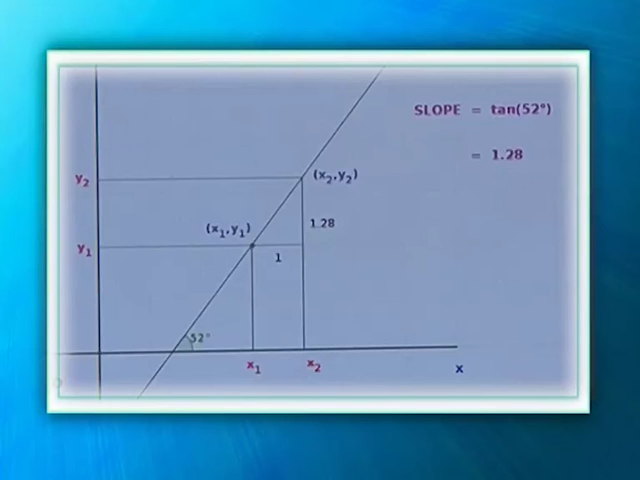 SLOPE = tan(52°)
= 1.28
y₂
(x₂,y₂)
(x₁,y₁)
1.28
y₁
1
52°
x₁
x₂
x